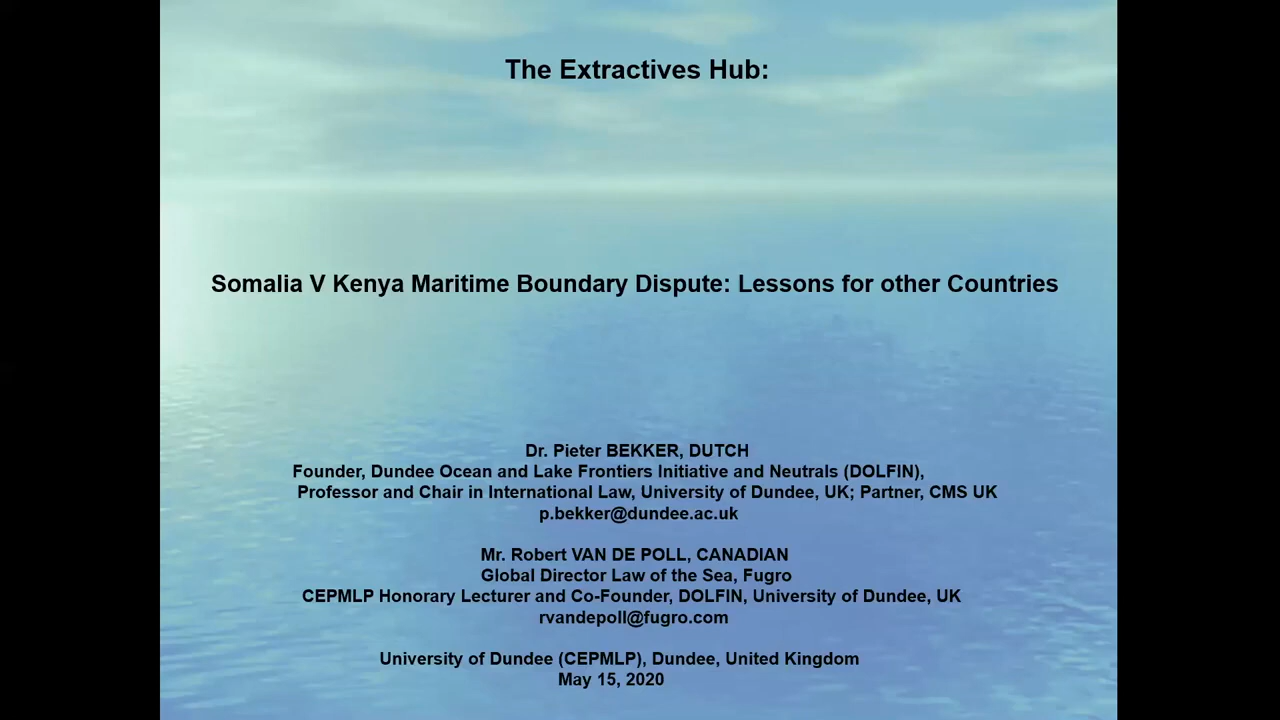 The Extractives Hub:
Somalia V Kenya Maritime Boundary Dispute: Lessons for other Countries
Dr. Pieter BEKKER, DUTCH
Founder, Dundee Ocean and Lake Frontiers Initiative and Neutrals (DOLFIN),
Professor and Chair in International Law, University of Dundee, UK; Partner, CMS UK
p.bekker@dundee.ac.uk
Mr. Robert VAN DE POLL, CANADIAN
Global Director Law of the Sea, Fugro
CEPMLP Honorary Lecturer and Co-Founder, DOLFIN, University of Dundee, UK
rvandepoll@fugro.com
University of Dundee (CEPMLP), Dundee, United Kingdom
May 15, 2020